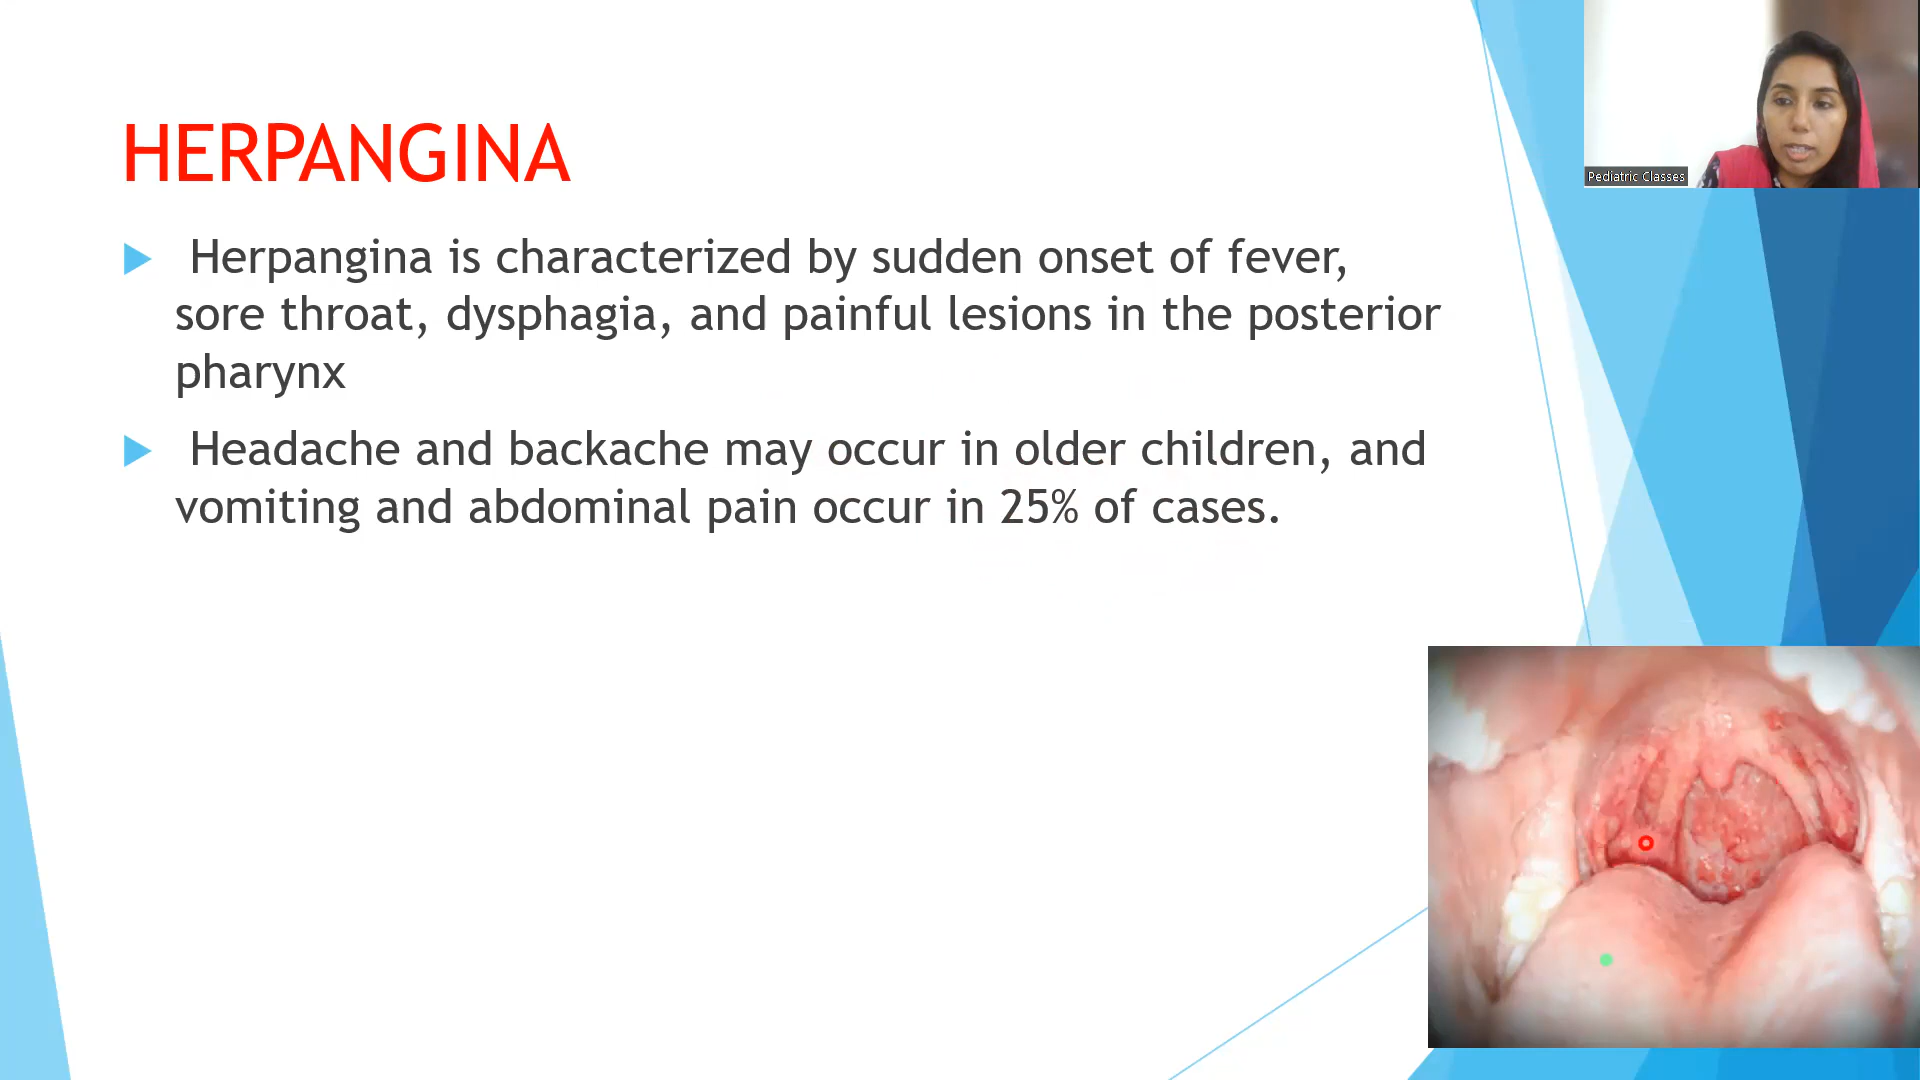 HERPANGINA
Herpangina is characterized by sudden onset of fever,
sore throat, dysphagia, and painful lesions in the posterior
pharynx
Headache and backache may occur in older children, and
vomiting and abdominal pain occur in 25% of cases.
Pediatric Classes